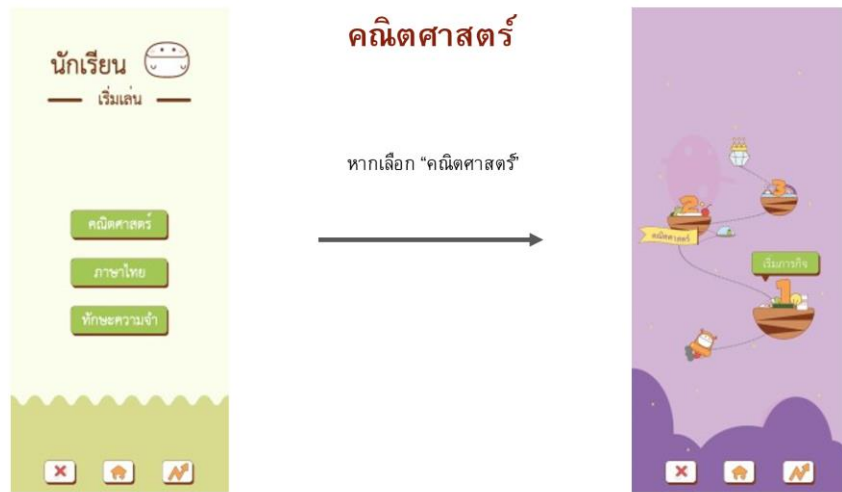 คณิตศาสตร์
นักเรียน
เริ่มเล่น
คณิตศาสตร์
ภาษาไทย
ทักษะความจำ
หากเลือก “คณิตศาสตร์”
3
2
คณิตศาสตร์
เริ่มภารกิจ
1